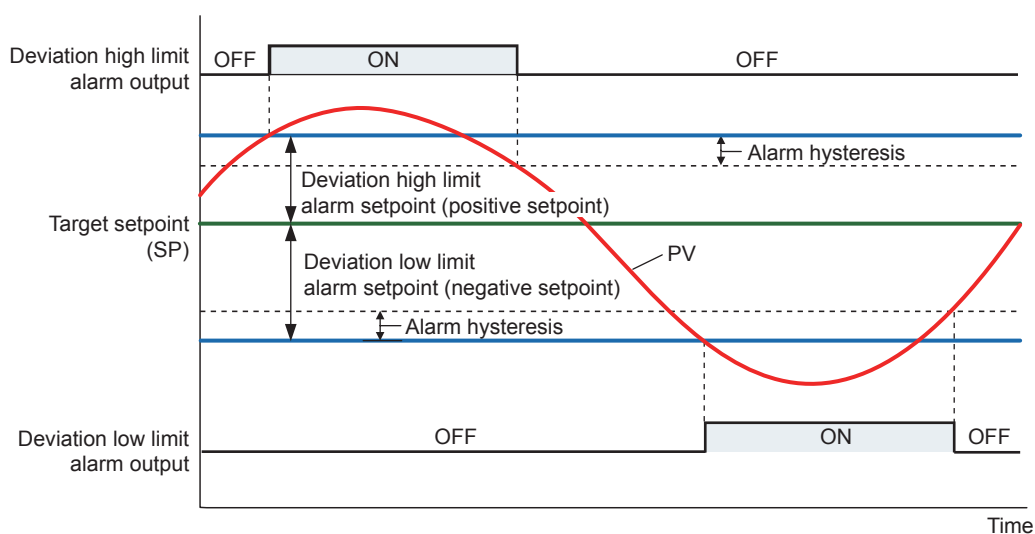 Deviation high limit
alarm output
OFF
ON
OFF
Alarm hysteresis
Deviation high limit
alarm setpoint (positive setpoint)
Target setpoint
(SP)
Deviation low limit
alarm setpoint (negative setpoint)
PV
Alarm hysteresis
Deviation low limit
alarm output
OFF
ON
OFF
Time